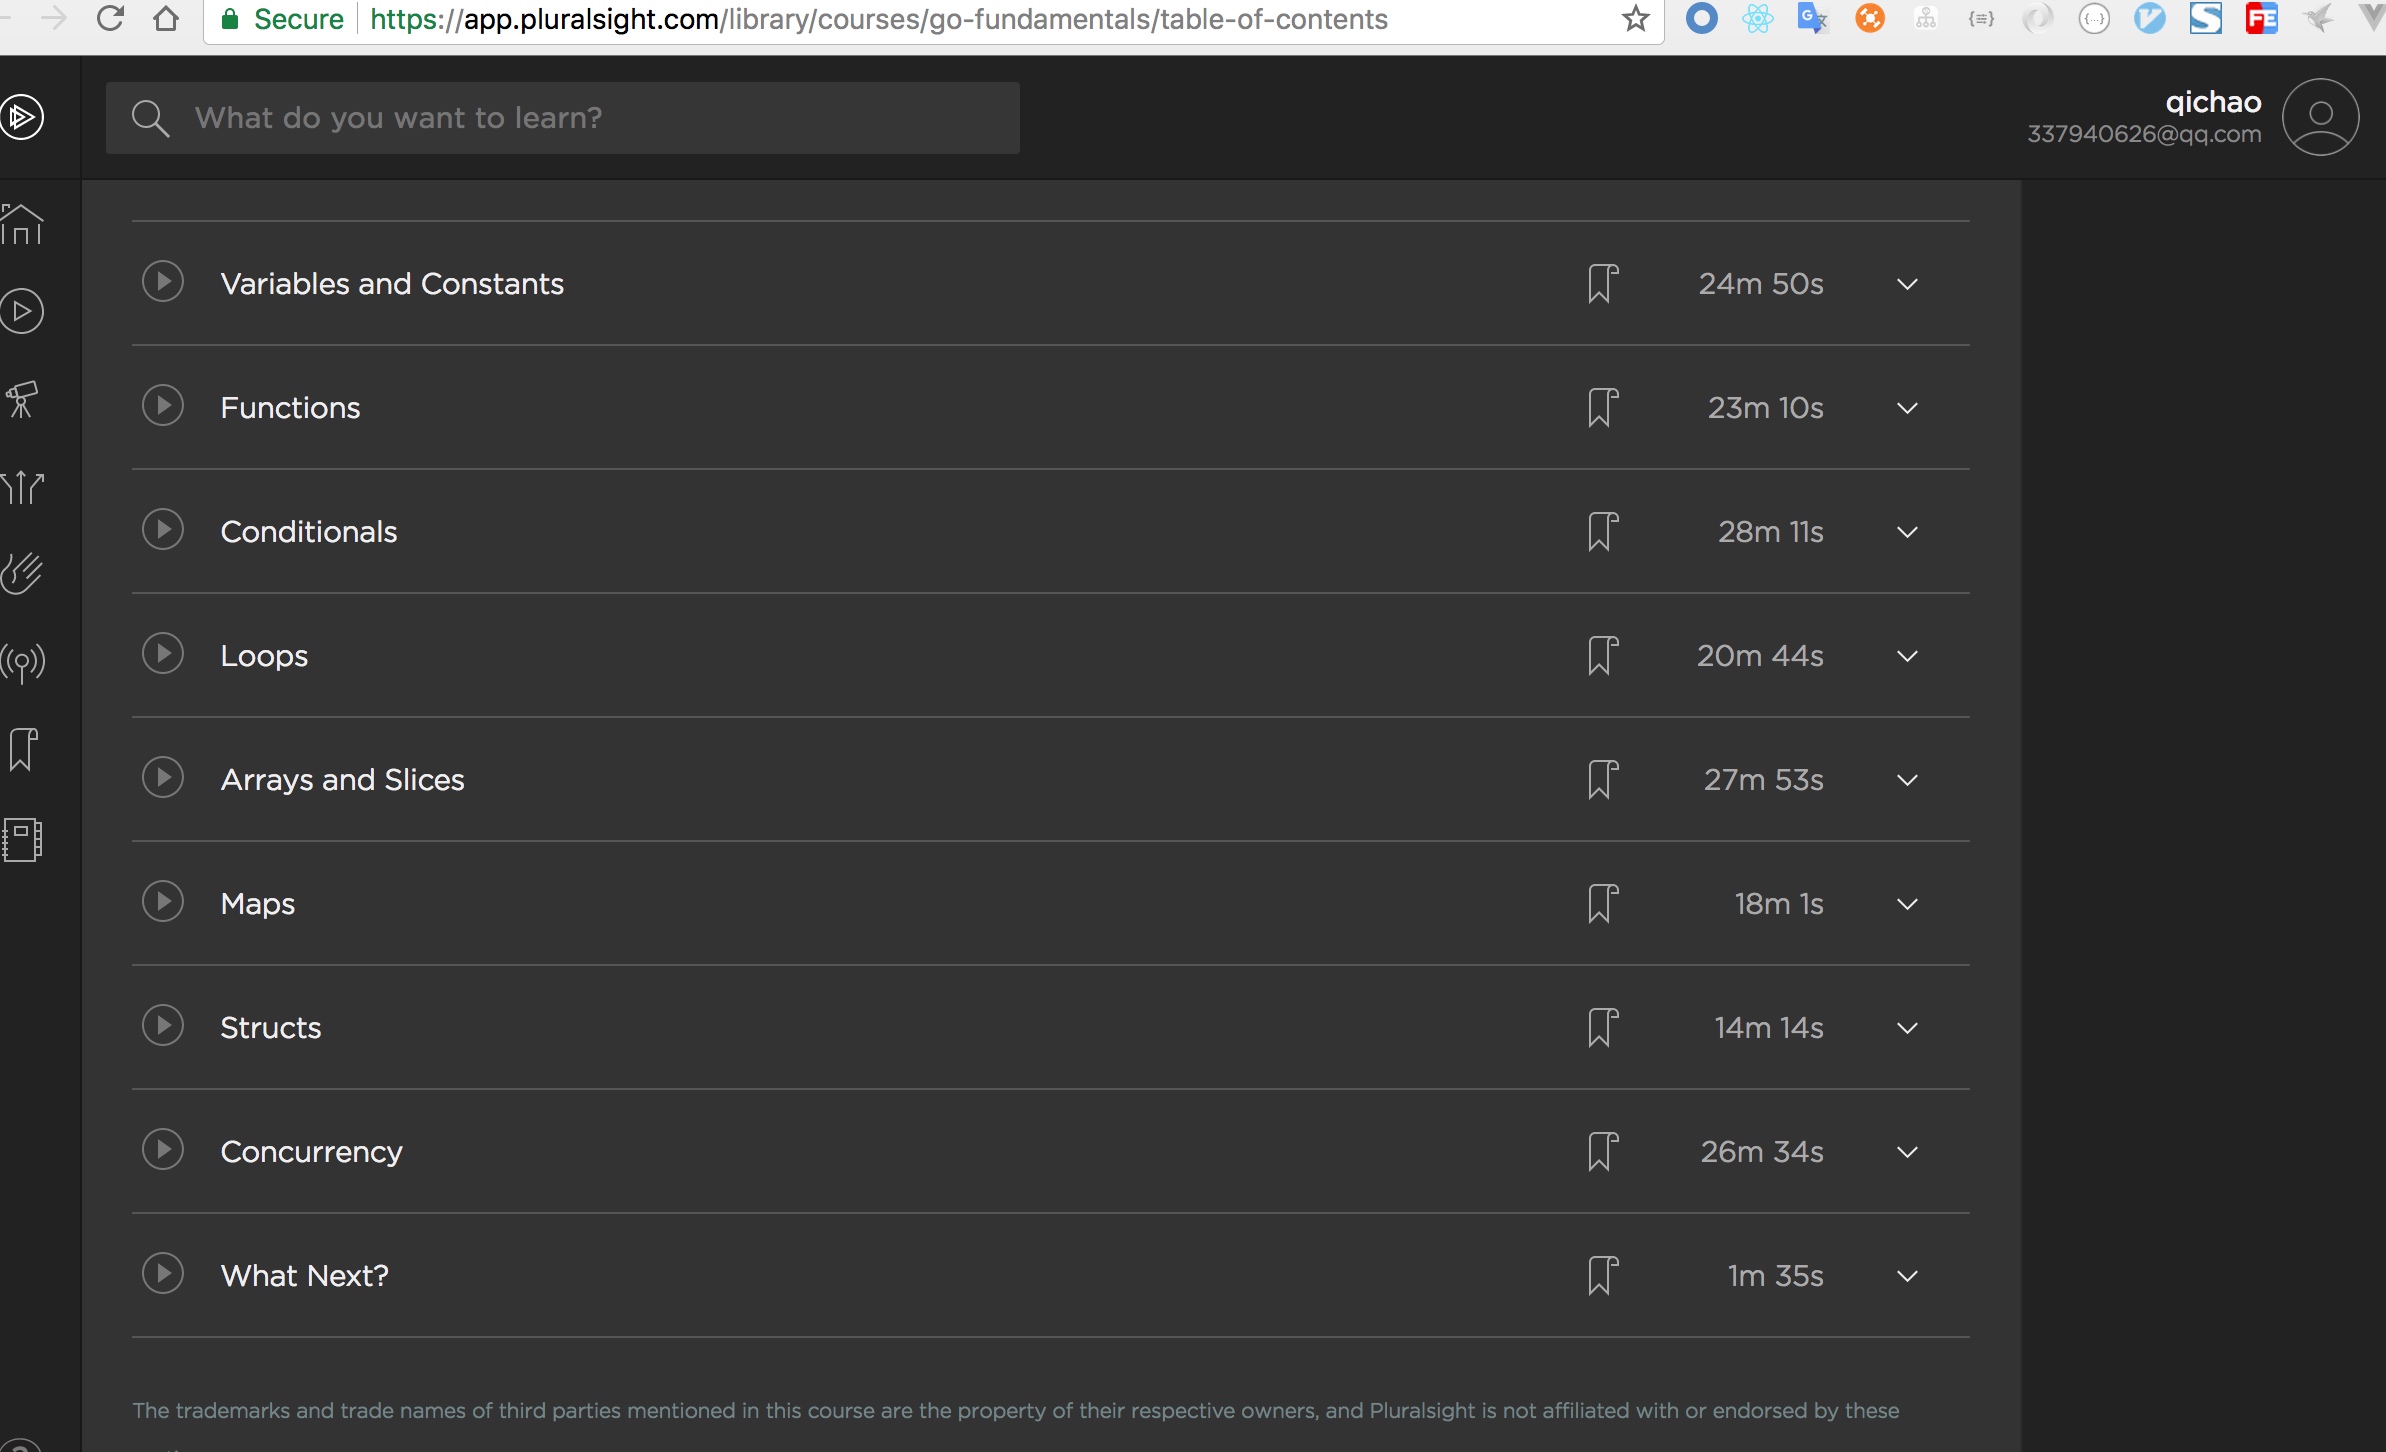 Secure https://app.pluralsight.com/library/courses/go-fundamentals/table-of-contents
What do you want to learn?
qichao
337940626@qq.com
Variables and Constants 24m 50s
Functions 23m 10s
Conditionals 28m 11s
Loops 20m 44s
Arrays and Slices 27m 53s
Maps 18m 1s
Structs 14m 14s
Concurrency 26m 34s
What Next? 1m 35s
The trademarks and trade names of third parties mentioned in this course are the property of their respective owners, and Pluralsight is not affiliated with or endorsed by these